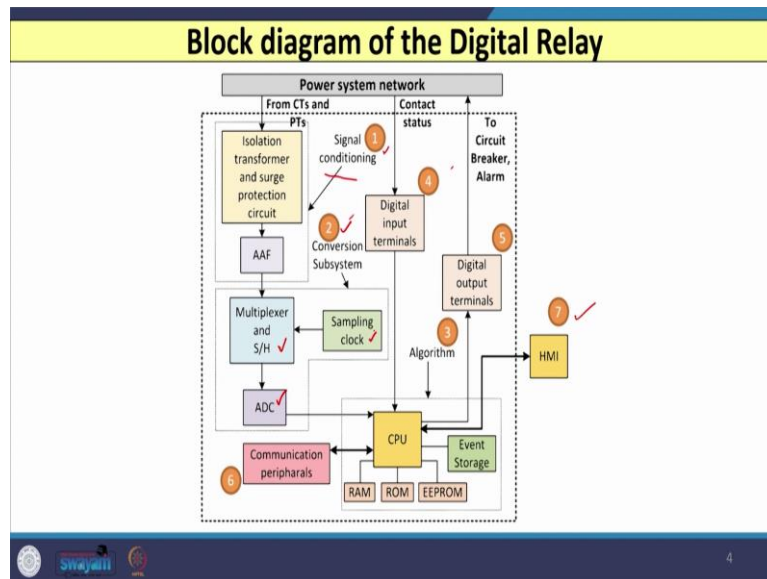 Block diagram of the Digital Relay
Power system network
From CTs and
PTs
Contact
status
To
Circuit
Breaker,
Alarm
Isolation
transformer
and surge
protection
circuit
Signal
conditioning
1
AAF
2
Conversion
Subsystem
Multiplexer
and
S/H
Sampling
clock
ADC
4
Digital
input
terminals
5
Digital
output
terminals
3
Algorithm
7
HMI
CPU
Event
Storage
RAM
ROM
EEPROM
Communication
peripharals
6
swayam
4